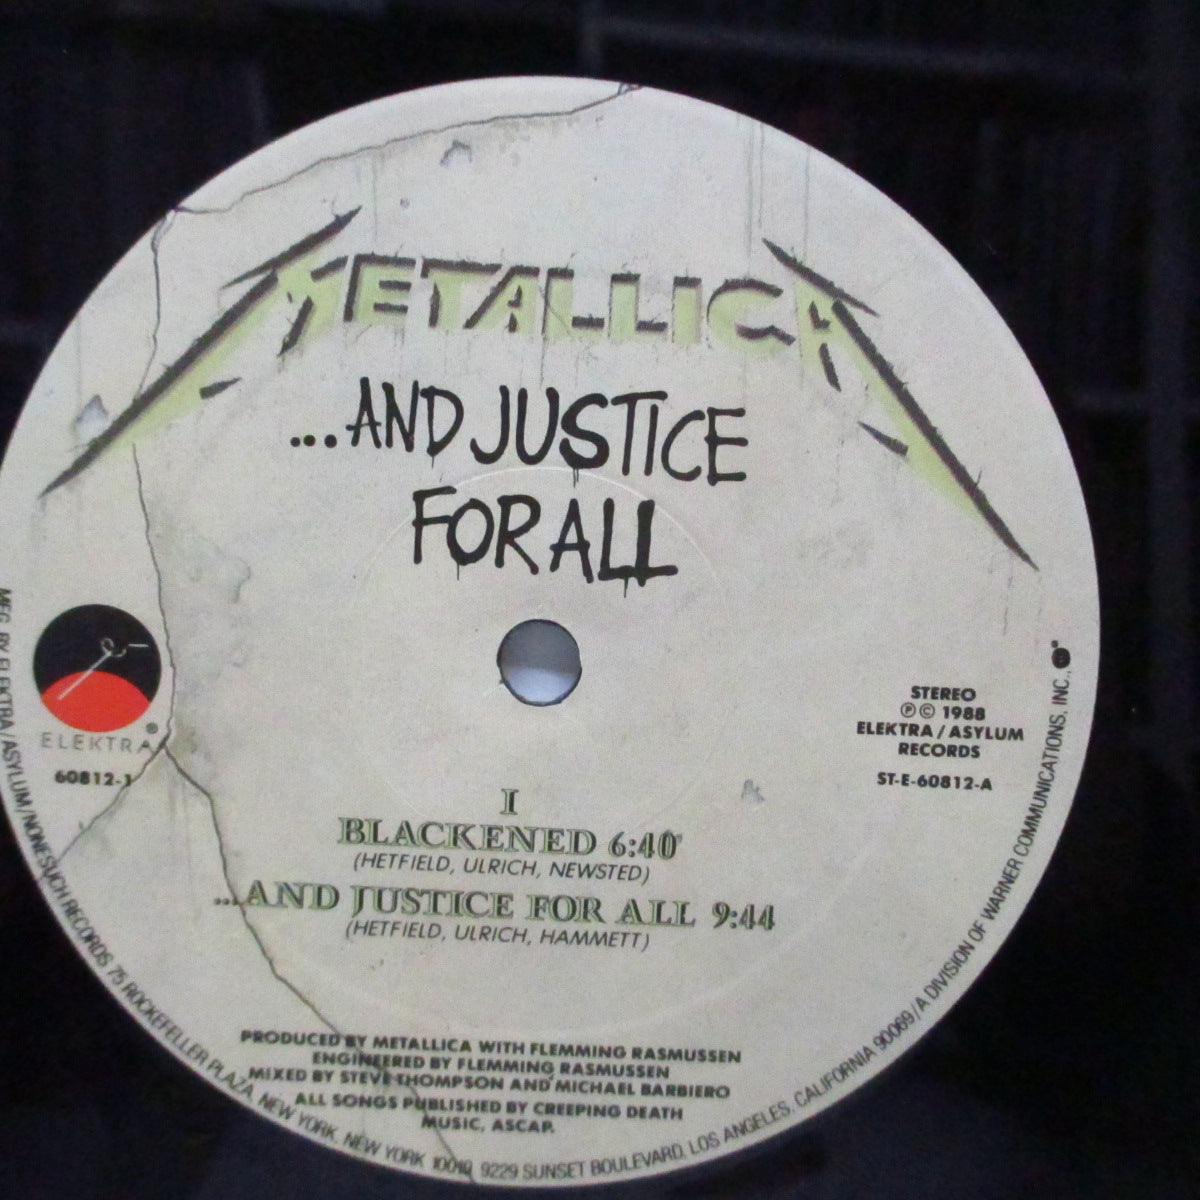 METALLICA
...AND JUSTICE
FOR ALL
ELEKTRA®
60812-1
STEREO
Ⓟ © 1988
ELEKTRA/ASYLUM
RECORDS
ST-E-60812-A
I
BLACKENED 6:40
(HETFIELD, ULRICH, NEWSTED)
...AND JUSTICE FOR ALL 9:44
(HETFIELD, ULRICH, HAMMETT)
PRODUCED BY METALLICA WITH FLEMMING RASMUSSEN
ENGINEERED BY FLEMMING RASMUSSEN
MIXED BY STEVE THOMPSON AND MICHAEL BARBIERO
ALL SONGS PUBLISHED BY CREEPING DEATH
MUSIC, ASCAP.
MFG. BY ELEKTRA/ASYLUM/NONESUCH RECORDS 75 ROCKEFELLER PLAZA, NEW YORK, NEW YORK 10019 9229 SUNSET BOULEVARD, LOS ANGELES, CALIFORNIA 90069/A DIVISION OF WARNER COMMUNICATIONS, INC.,